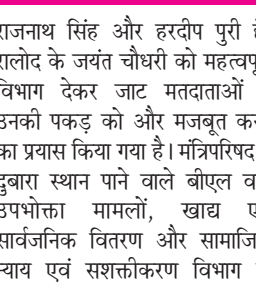 राजनाथ सिंह और हरदीप पुरी
रालोद के जयंत चौधरी को महत्वपू
विभाग देकर जाट मतदाताओं
उनकी पकड़ को और मजबूत कर
का प्रयास किया गया है। मंत्रिपरिषद
दुबारा स्थान पाने वाले बीएल व
उपभोक्ता मामलों, खाद्य ए
सार्वजनिक वितरण और सामाजि
न्याय एवं सशक्तीकरण विभाग